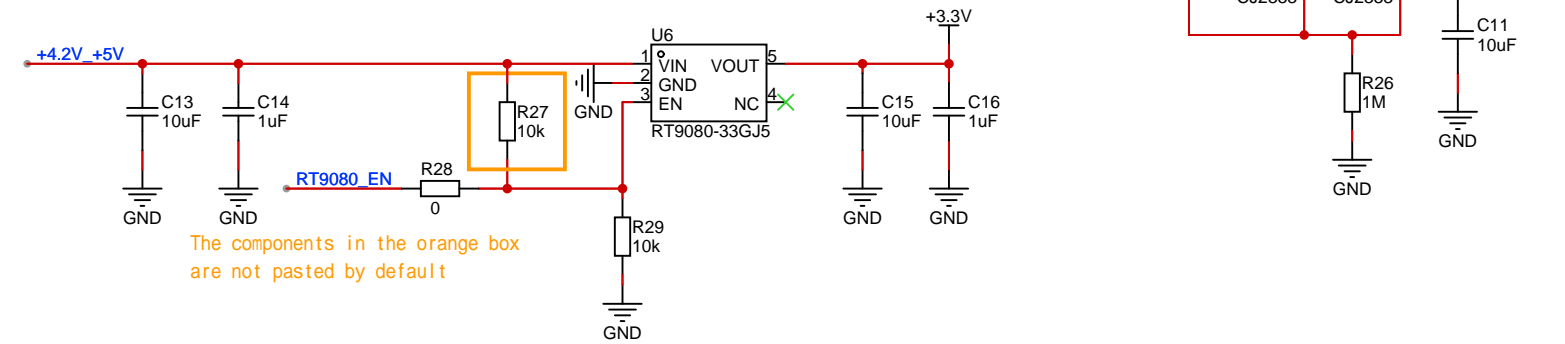 +3.3V
C11
10uF
+4.2V_+5V
U6
1
VIN
VOUT
5
2
GND
3
EN
NC
4
RT9080-33GJ5
C13
10uF
C14
1uF
R27
10k
GND
C15
10uF
C16
1uF
R26
1M
GND
RT9080_EN
R28
0
GND
GND
GND
GND
GND
R29
10k
The components in the orange box
are not pasted by default
GND